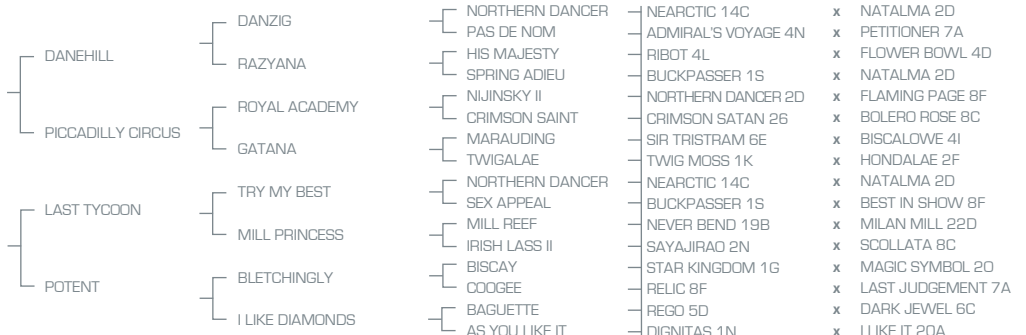 NORTHERN DANCER NEARCTIC 14C x NATALMA 2D
DANZIG
PAS DE NOM ADMIRAL'S VOYAGE 4N x PETITIONER 7A
DANEHILL HIS MAJESTY RIBOT 4L x FLOWER BOWL 4D
RAZYANA
SPRING ADIEU BUCKPASSER 1S x NATALMA 2D
NIJINSKY II NORTHERN DANCER 2D x FLAMING PAGE 8F
ROYAL ACADEMY
CRIMSON SAINT CRIMSON SATAN 26 x BOLERO ROSE 8C
PICCADILLY CIRCUS MARAUDING SIR TRISTRAM 6E x BISCALOWE 4I
GATANA
TWIGALAE TWIG MOSS 1K x HONDALAE 2F
NORTHERN DANCER NEARCTIC 14C x NATALMA 2D
TRY MY BEST
SEX APPEAL BUCKPASSER 1S x BEST IN SHOW 8F
LAST TYCOON
MILL REEF NEVER BEND 19B x MILAN MILL 22D
MILL PRINCESS
IRISH LASS II SAYAJIRAO 2N x SCOLLATA 8C
BISCAY STAR KINGDOM 1G x MAGIC SYMBOL 2O
BLETCHINGLY
POTENT COOGEE RELIC 8F x LAST JUDGEMENT 7A
BAGUETTE REGO 5D x DARK JEWEL 6C
I LIKE DIAMONDS
AS YOU LIKE IT DIGNITAS 1N x I LIKE IT 20A